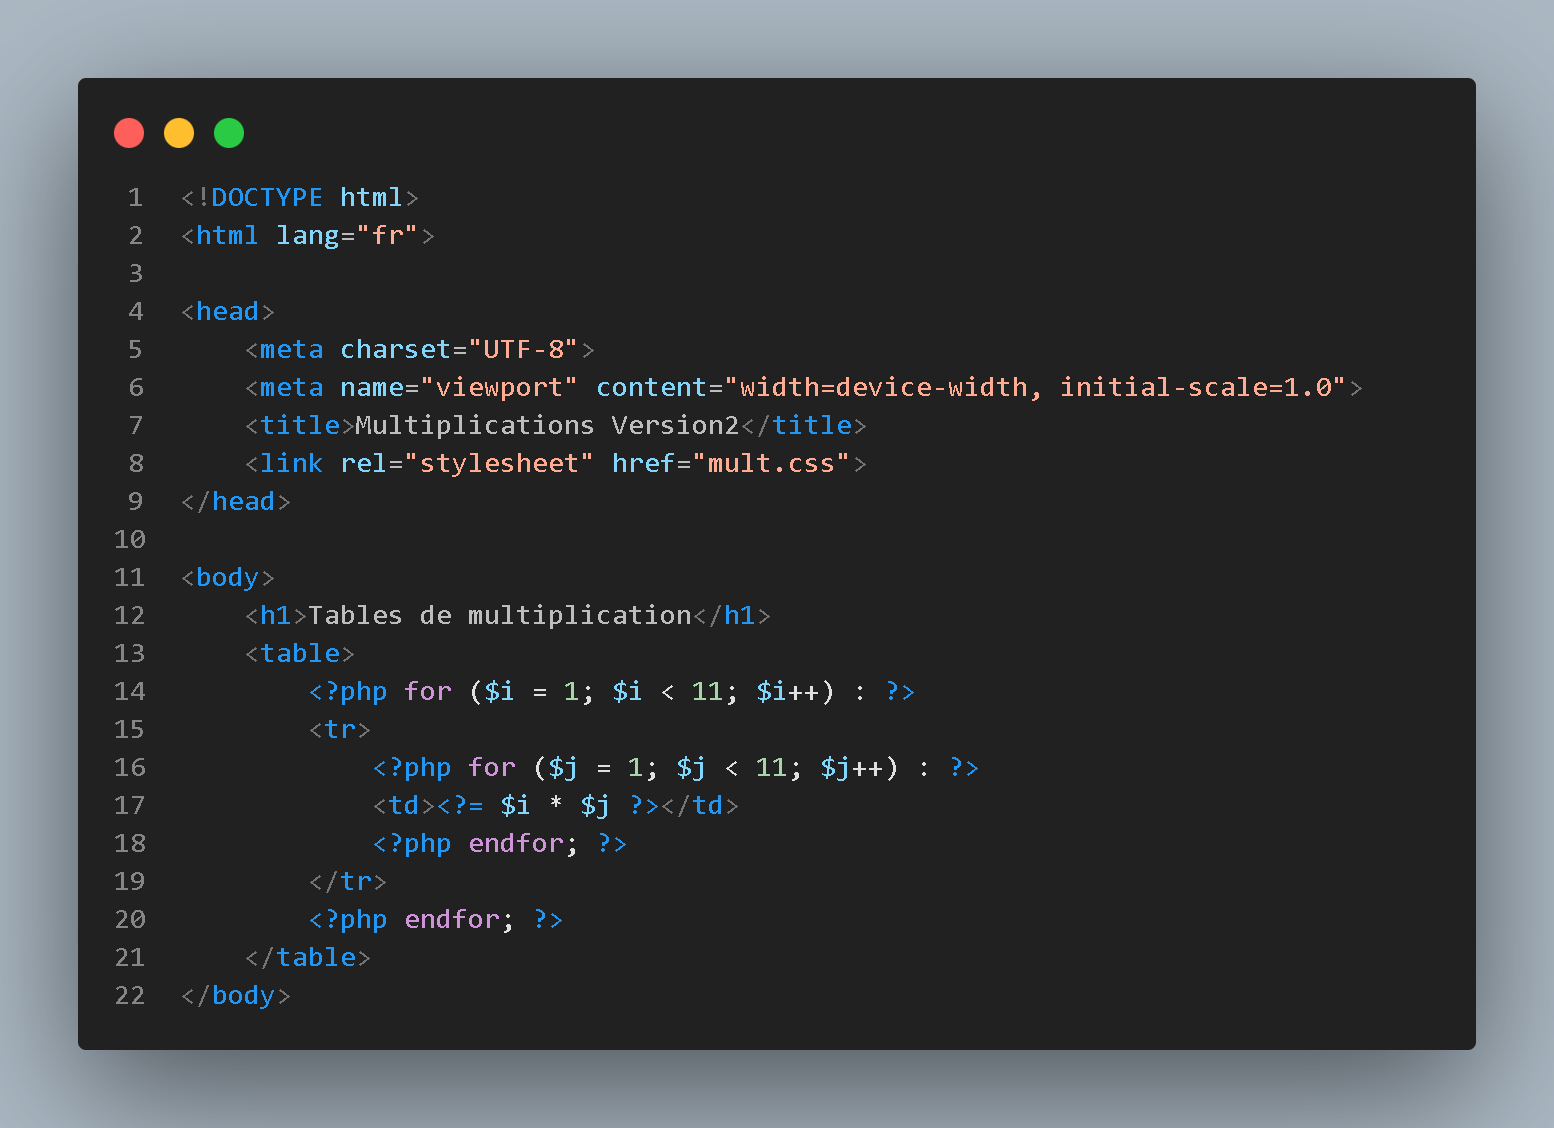 1 <!DOCTYPE html>
2 <html lang="fr">
3
4 <head>
5     <meta charset="UTF-8">
6     <meta name="viewport" content="width=device-width, initial-scale=1.0">
7     <title>Multiplications Version2</title>
8     <link rel="stylesheet" href="mult.css">
9 </head>
10
11 <body>
12     <h1>Tables de multiplication</h1>
13     <table>
14         <?php for ($i = 1; $i < 11; $i++) : ?>
15         <tr>
16             <?php for ($j = 1; $j < 11; $j++) : ?>
17             <td><?= $i * $j ?></td>
18             <?php endfor; ?>
19         </tr>
20         <?php endfor; ?>
21     </table>
22 </body>